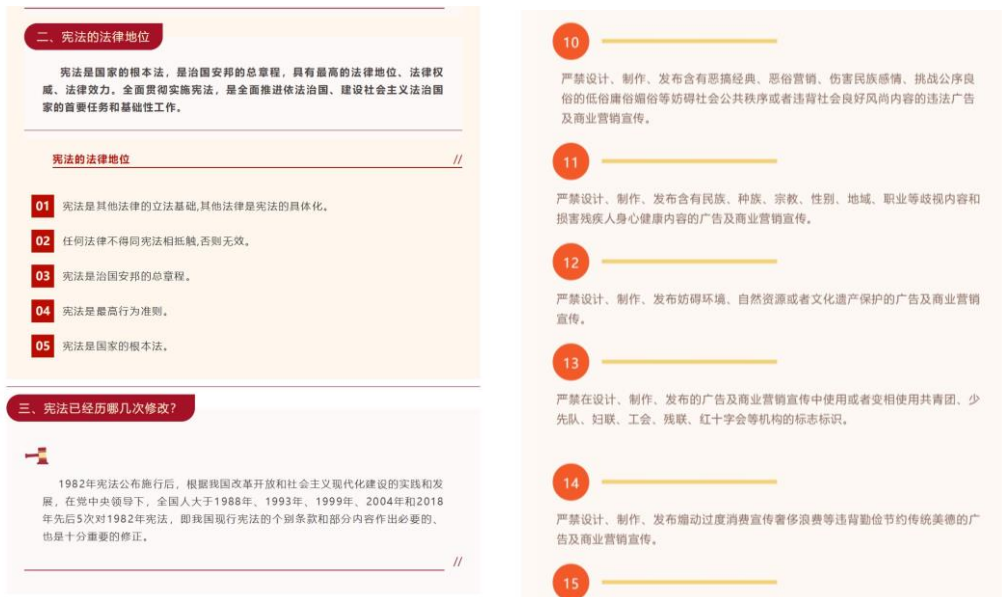 二、宪法的法律地位
宪法是国家的根本法，是治国安邦的总章程，具有最高的法律地位、法律权
威、法律效力。全面贯彻实施宪法，是全面推进依法治国、建设社会主义法治国
家的首要任务和基础性工作。
宪法的法律地位 //
01 宪法是其他法律的立法基础,其他法律是宪法的具体化。
02 任何法律不得同宪法相抵触,否则无效。
03 宪法是治国安邦的总章程。
04 宪法是最高行为准则。
05 宪法是国家的根本法。
三、宪法已经历哪几次修改？
1982年宪法公布施行后，根据我国改革开放和社会主义现代化建设的实践和发
展，在党中央领导下，全国人大于1988年、1993年、1999年、2004年和2018
年先后5次对1982年宪法，即我国现行宪法的个别条款和部分内容作出必要的、
也是十分重要的修正。
//
10
严禁设计、制作、发布含有恶搞经典、恶俗营销、伤害民族感情、挑战公序良
俗的低俗庸俗媚俗等妨碍社会公共秩序或者违背社会良好风尚内容的违法广告
及商业营销宣传。
11
严禁设计、制作、发布含有民族、种族、宗教、性别、地域、职业等歧视内容和
损害残疾人身心健康内容的广告及商业营销宣传。
12
严禁设计、制作、发布妨碍环境、自然资源或者文化遗产保护的广告及商业营销
宣传。
13
严禁在设计、制作、发布的广告及商业营销宣传中使用或者变相使用共青团、少
先队、妇联、工会、残联、红十字会等机构的标志标识。
14
严禁设计、制作、发布煽动过度消费宣传奢侈浪费等违背勤俭节约传统美德的广
告及商业营销宣传。
15